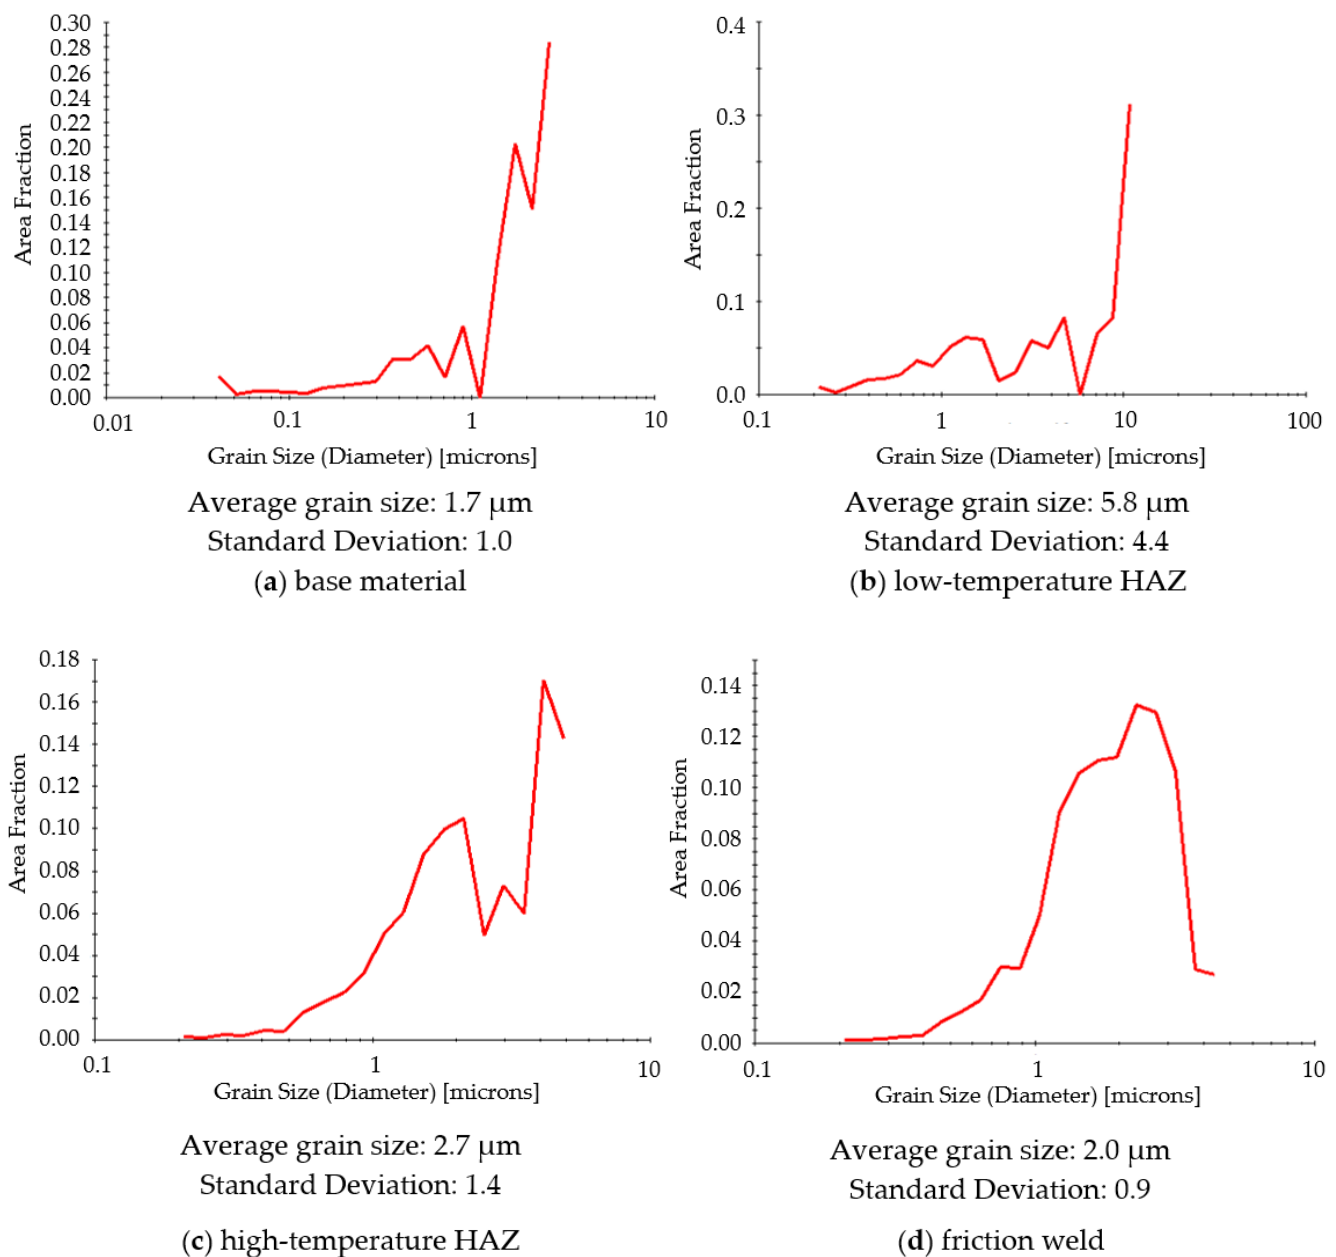 0.30
0.28
0.26
0.24
0.22
0.20
0.18
0.16
0.14
0.12
0.10
0.08
0.06
0.04
0.02
0.00
Area Fraction
0.01 0.1 1 10
Grain Size (Diameter) [microns]
Average grain size: 1.7 μm
Standard Deviation: 1.0
(a) base material
0.4
0.3
0.2
0.1
0.0
Area Fraction
0.1 1 10 100
Grain Size (Diameter) [microns]
Average grain size: 5.8 μm
Standard Deviation: 4.4
(b) low-temperature HAZ
0.18
0.16
0.14
0.12
0.10
0.08
0.06
0.04
0.02
0.00
Area Fraction
0.1 1 10
Grain Size (Diameter) [microns]
Average grain size: 2.7 μm
Standard Deviation: 1.4
(c) high-temperature HAZ
0.14
0.12
0.10
0.08
0.06
0.04
0.02
0.00
Area Fraction
0.1 1 10
Grain Size (Diameter) [microns]
Average grain size: 2.0 μm
Standard Deviation: 0.9
(d) friction weld